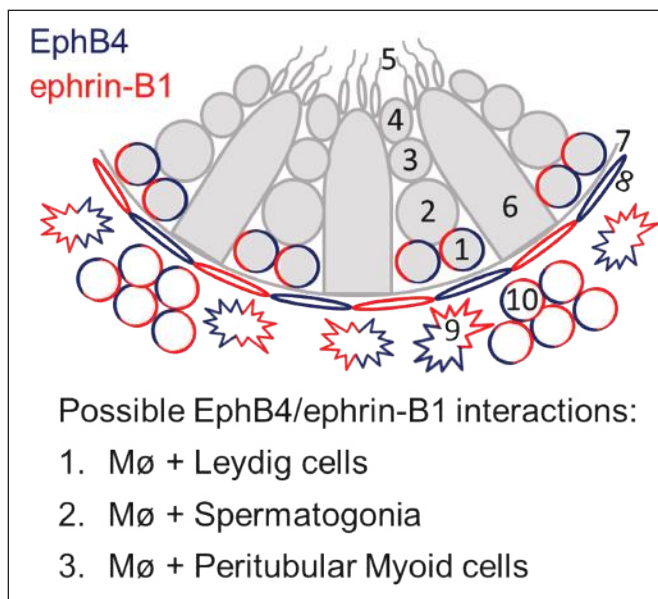 EphB4
ephrin-B1
5
4
7
3
8
2
6
1
10
9
Possible EphB4/ephrin-B1 interactions:
1. Mø + Leydig cells
2. Mø + Spermatogonia
3. Mø + Peritubular Myoid cells